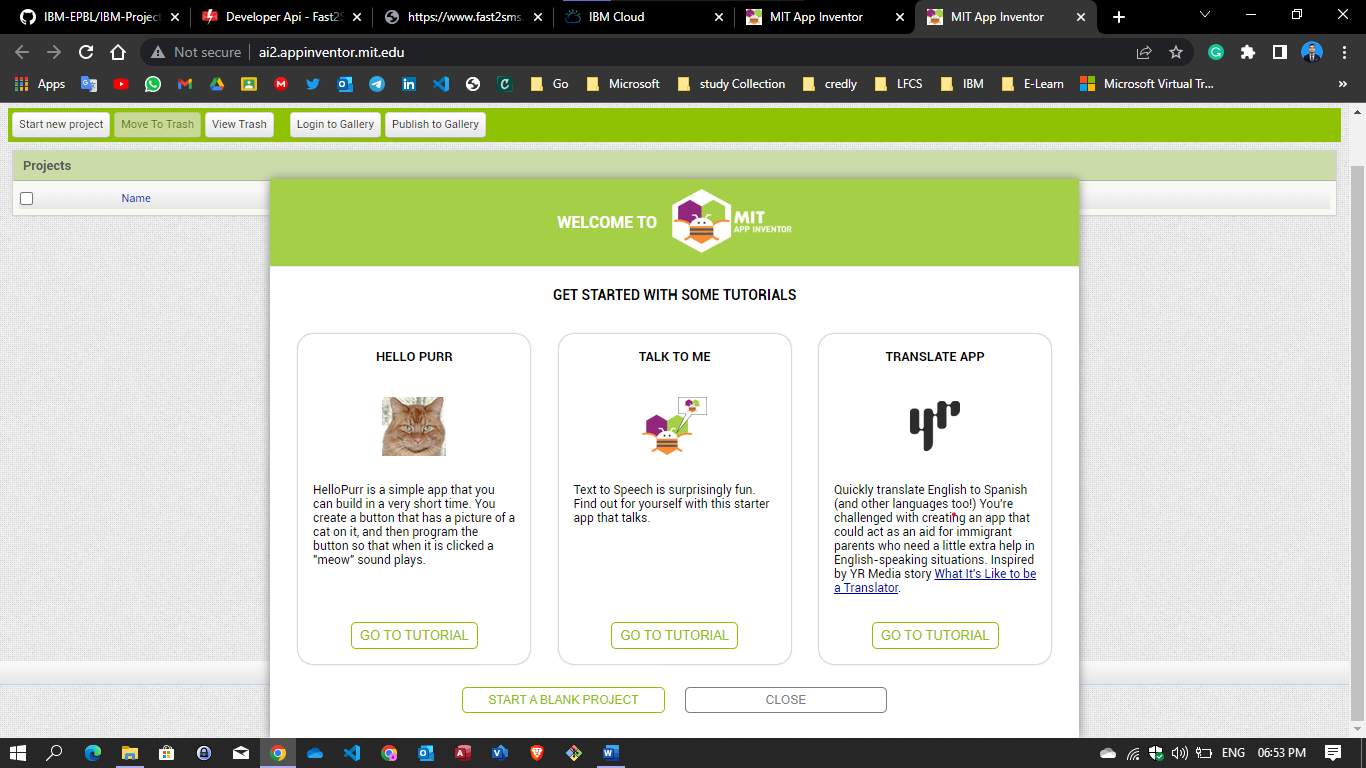 IBM-EPBL/IBM-Project
Developer Api - Fast2S
https://www.fast2sms.
IBM Cloud
MIT App Inventor
MIT App Inventor
Not secure
ai2.appinventor.mit.edu
Apps
Go
Microsoft
study Collection
credly
LFCS
IBM
E-Learn
Microsoft Virtual Tr...
»
Start new project
Move To Trash
View Trash
Login to Gallery
Publish to Gallery
Projects
Name
WELCOME TO
MIT
APP INVENTOR
GET STARTED WITH SOME TUTORIALS
HELLO PURR
HelloPurr is a simple app that you
can build in a very short time. You
create a button that has a picture of a
cat on it, and then program the
button so that when it is clicked a
"meow" sound plays.
GO TO TUTORIAL
TALK TO ME
Text to Speech is surprisingly fun.
Find out for yourself with this starter
app that talks.
GO TO TUTORIAL
TRANSLATE APP
yr
Quickly translate English to Spanish
(and other languages too!) You're
challenged with creating an app that
could act as an aid for immigrant
parents who need a little extra help in
English-speaking situations. Inspired
by YR Media story What It's Like to be
a Translator.
GO TO TUTORIAL
START A BLANK PROJECT
CLOSE
ENG
06:53 PM